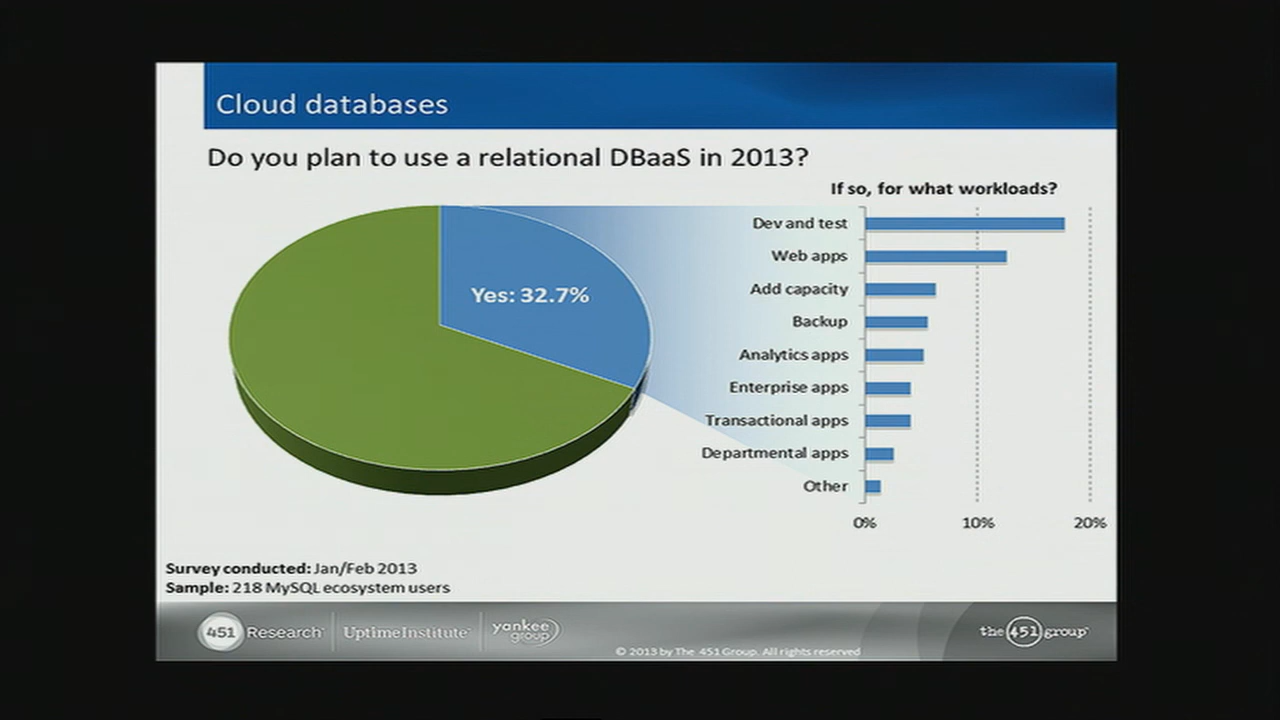 Cloud databases
Do you plan to use a relational DBaaS in 2013?
If so, for what workloads?
Yes: 32.7%
Dev and test
Web apps
Add capacity
Backup
Analytics apps
Enterprise apps
Transactional apps
Departmental apps
Other
0% 10% 20%
Survey conducted: Jan/Feb 2013
Sample: 218 MySQL ecosystem users
451 Research
UptimeInstitute
yankee group
the 451 group
© 2013 by The 451 Group. All rights reserved